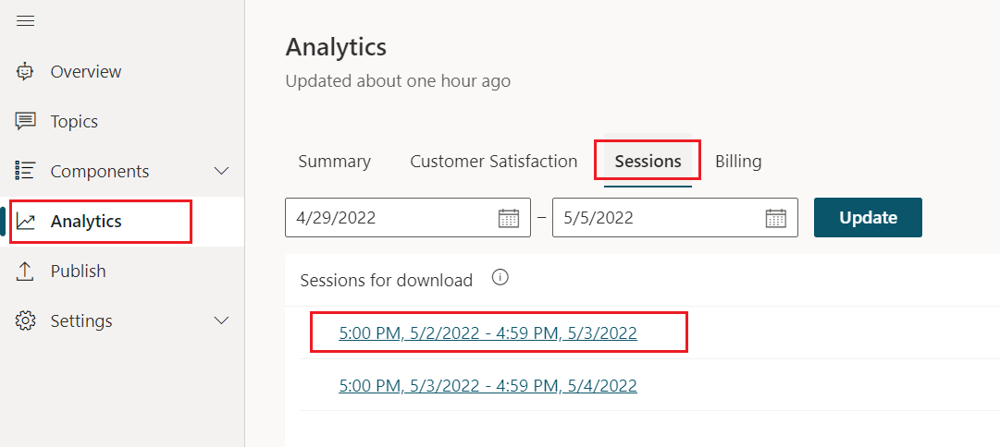 Overview
Topics
Components
Analytics
Publish
Settings
Analytics
Updated about one hour ago
Summary Customer Satisfaction Sessions Billing
4/29/2022 – 5/5/2022 Update
Sessions for download
5:00 PM, 5/2/2022 - 4:59 PM, 5/3/2022
5:00 PM, 5/3/2022 - 4:59 PM, 5/4/2022